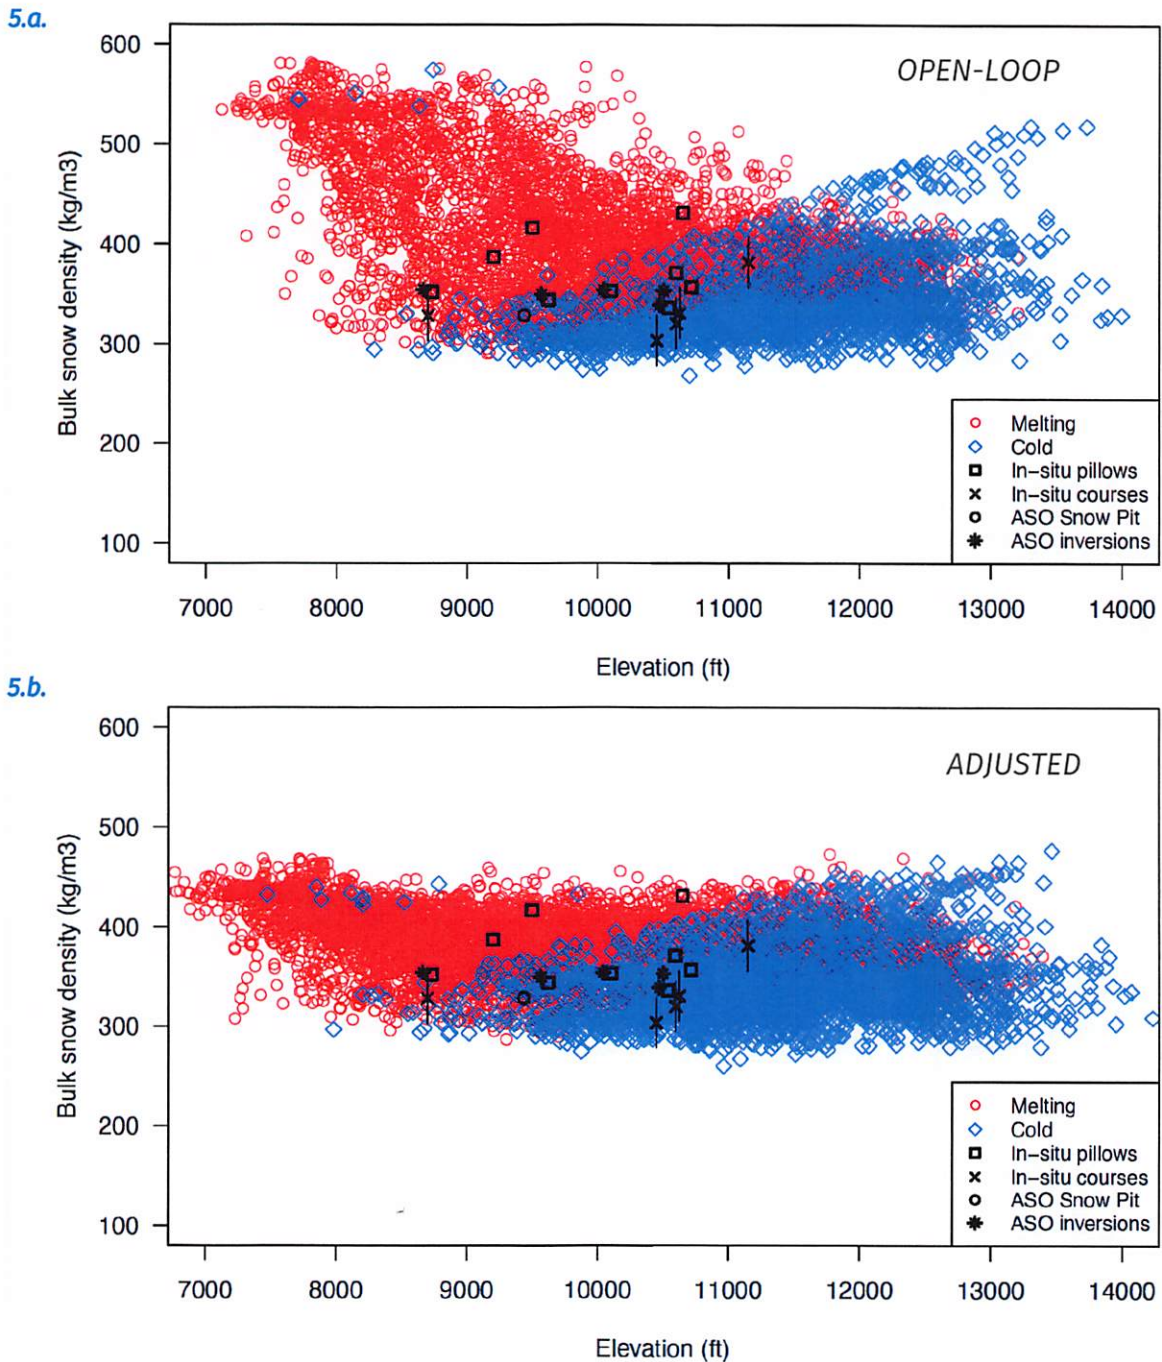 5.a.
OPEN-LOOP
Bulk snow density (kg/m3)
600
500
400
300
200
100
Melting
Cold
In-situ pillows
In-situ courses
ASO Snow Pit
ASO inversions
7000 8000 9000 10000 11000 12000 13000 14000
Elevation (ft)
5.b.
ADJUSTED
Bulk snow density (kg/m3)
600
500
400
300
200
100
Melting
Cold
In-situ pillows
In-situ courses
ASO Snow Pit
ASO inversions
7000 8000 9000 10000 11000 12000 13000 14000
Elevation (ft)